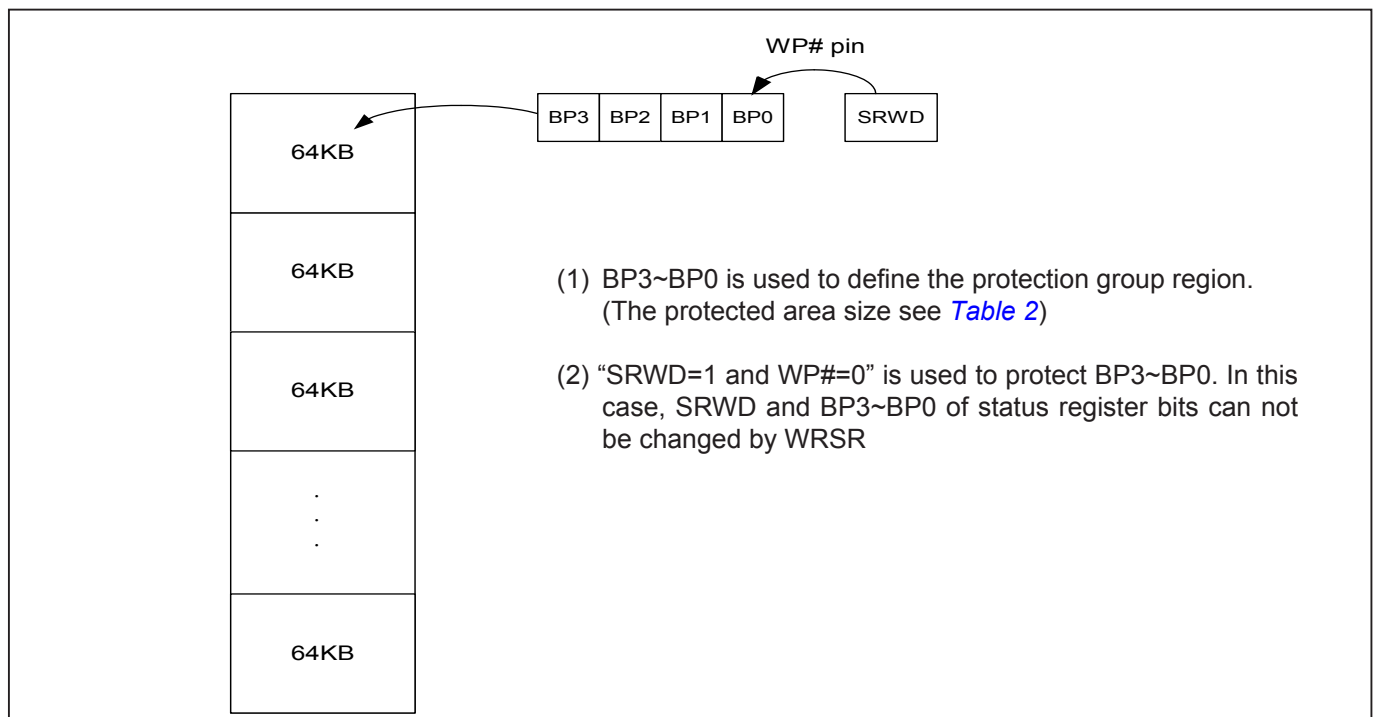 WP# pin
BP3 BP2 BP1 BP0 SRWD
64KB
64KB
64KB
.
.
.
64KB
(1) BP3~BP0 is used to define the protection group region.
(The protected area size see Table 2)
(2) “SRWD=1 and WP#=0” is used to protect BP3~BP0. In this
case, SRWD and BP3~BP0 of status register bits can not
be changed by WRSR